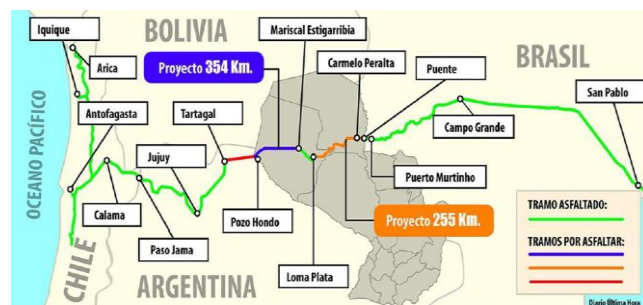 Iquique
BOLIVIA
Mariscal Estigarribia
Arica
Proyecto 354 Km.
Carmelo Peralta
Puente
BRASIL
OCEANO PACÍFICO
Antofagasta
Tartagal
San Pablo
Jujuy
Campo Grande
Puerto Murtinho
Calama
Pozo Hondo
Proyecto 255 Km.
TRAMO ASFALTADO:
Paso Jama
TRAMOS POR ASFALTAR:
CHILE
ARGENTINA
Loma Plata
Diario Última Hora